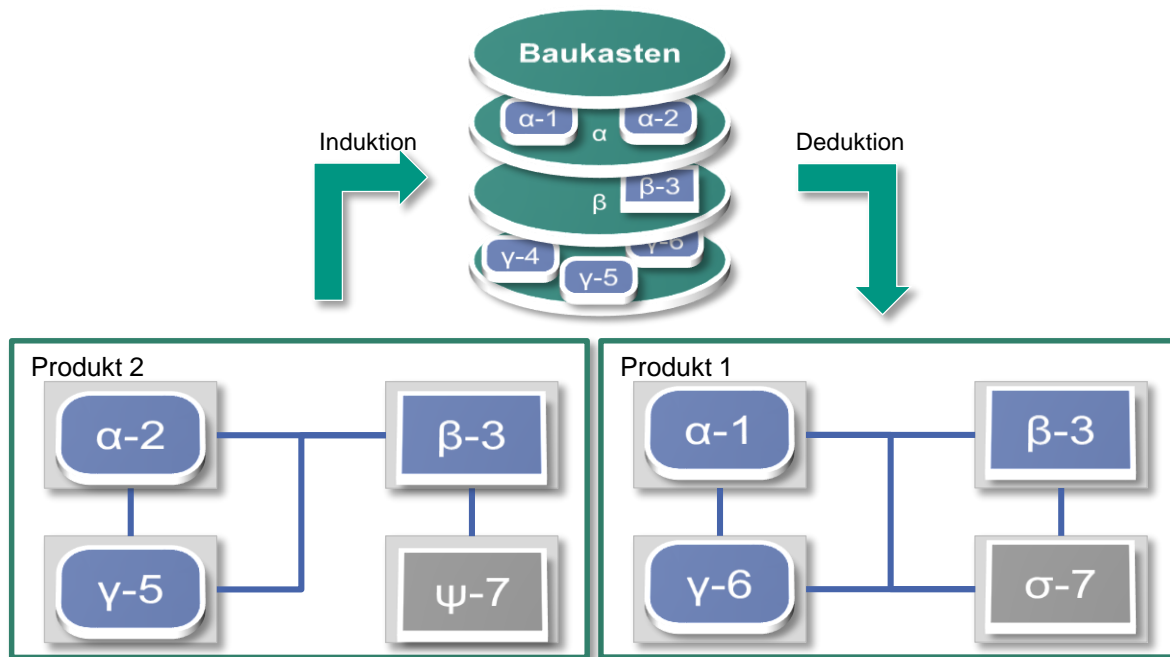 Baukasten
α-1
α-2
α
Induktion
Deduktion
β-3
β
γ-4
γ-6
γ-5
Produkt 2
α-2
β-3
γ-5
ψ-7
Produkt 1
α-1
β-3
γ-6
σ-7